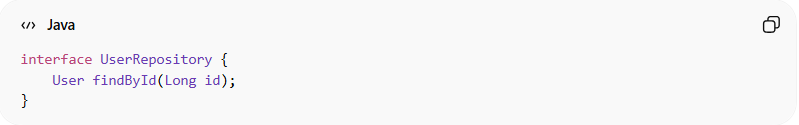 Java
interface UserRepository {
    User findById(Long id);
}